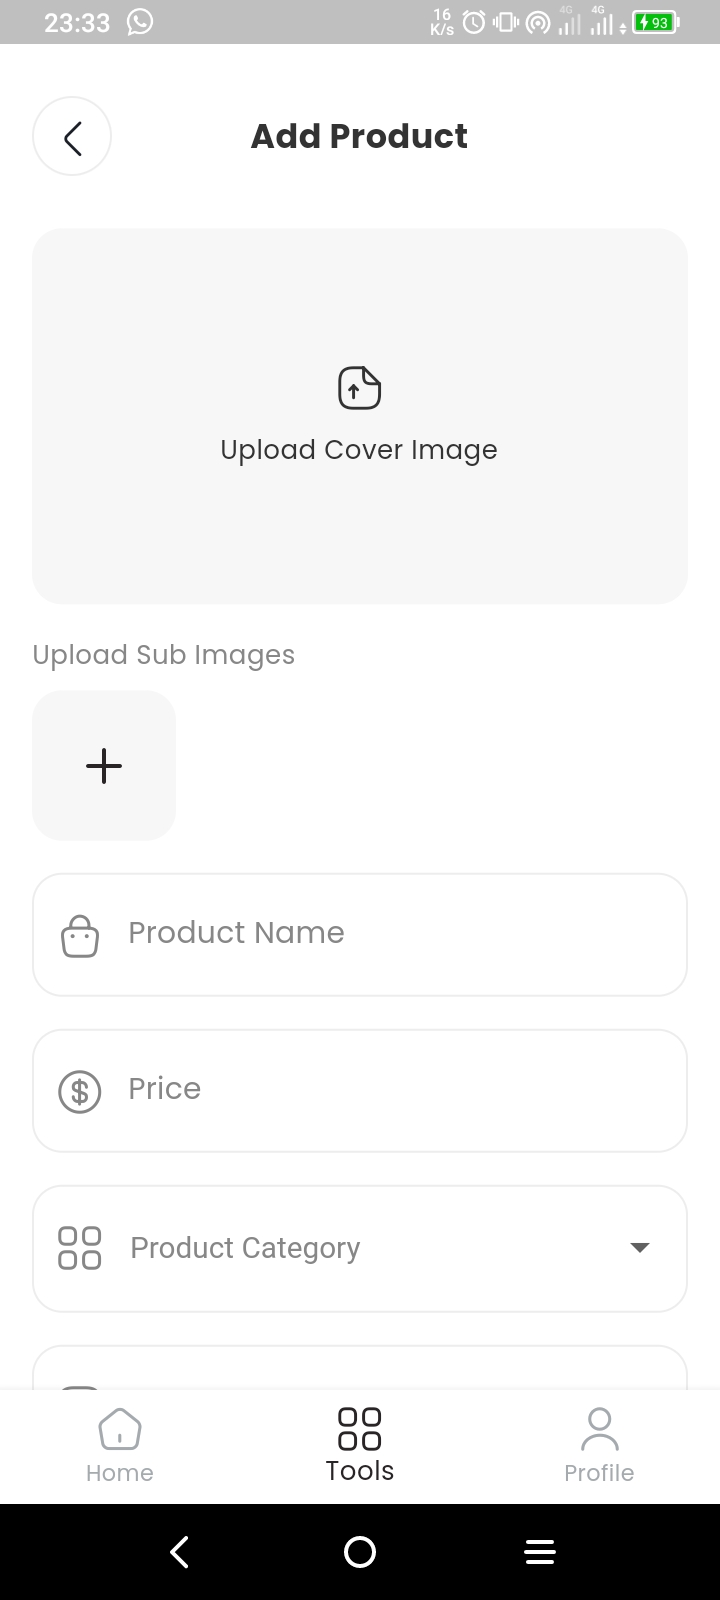 23:33
16
K/s
4G
4G
93
Add Product
Upload Cover Image
Upload Sub Images
Product Name
Price
Product Category
Home
Tools
Profile